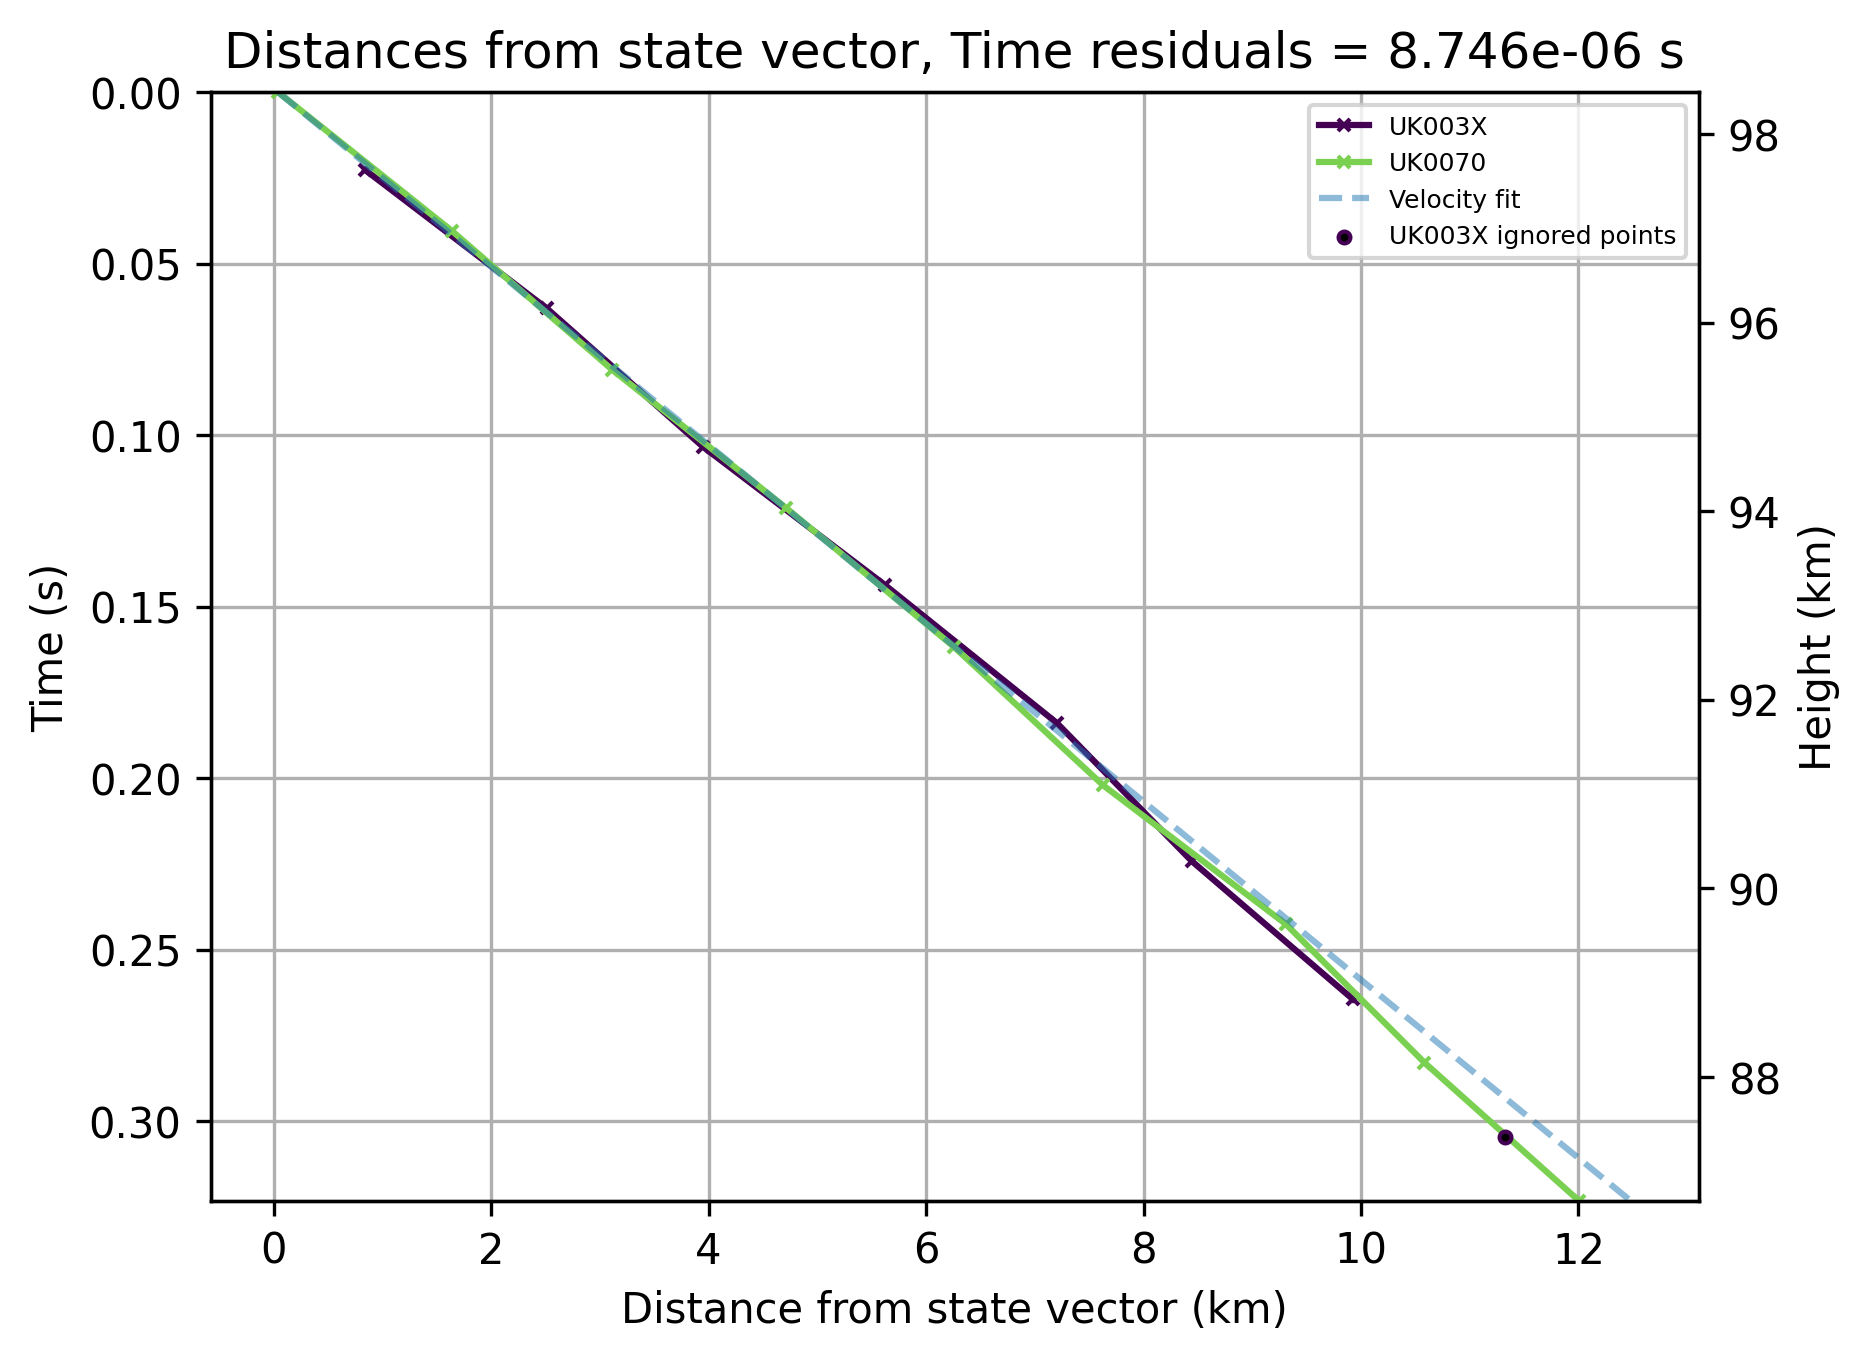 Distances from state vector, Time residuals = 8.746e-06 s
UK003X
UK0070
Velocity fit
UK003X ignored points
Time (s)
0.00
0.05
0.10
0.15
0.20
0.25
0.30
98
96
94
92
90
88
Height (km)
0 2 4 6 8 10 12
Distance from state vector (km)